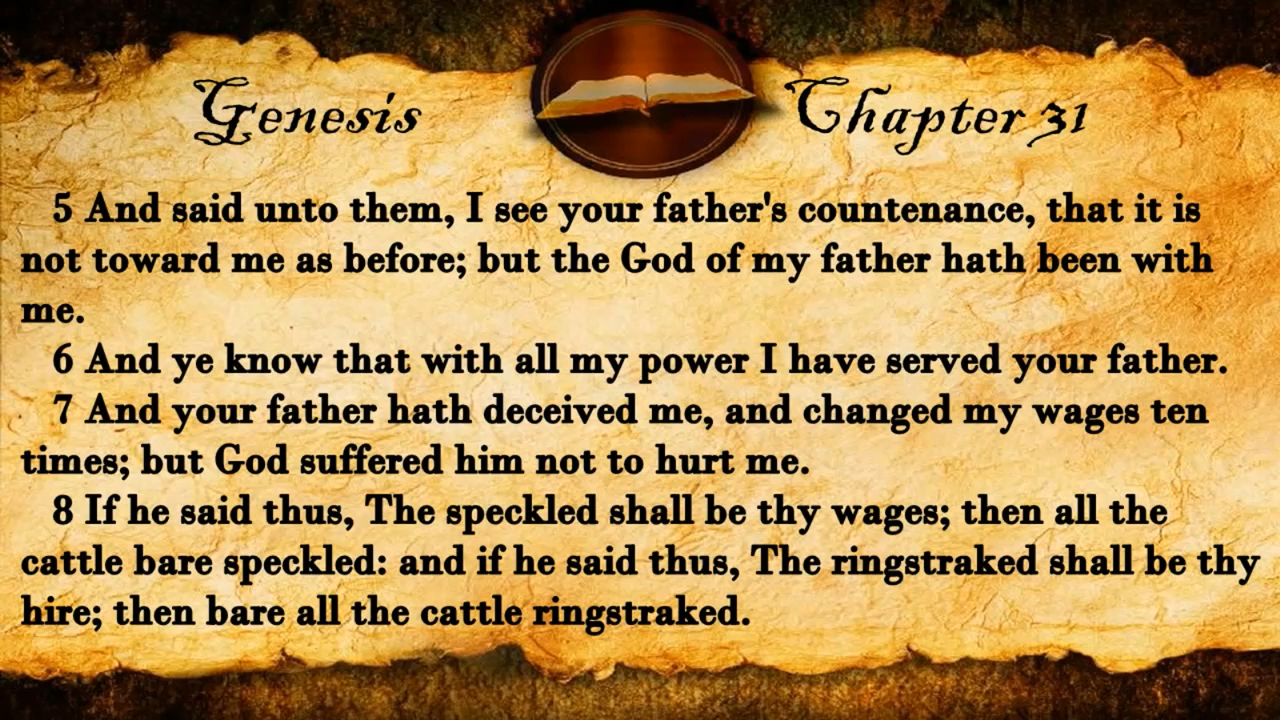 Genesis Chapter 31
5 And said unto them, I see your father's countenance, that it is
not toward me as before; but the God of my father hath been with
me.
6 And ye know that with all my power I have served your father.
7 And your father hath deceived me, and changed my wages ten
times; but God suffered him not to hurt me.
8 If he said thus, The speckled shall be thy wages; then all the
cattle bare speckled: and if he said thus, The ringstraked shall be thy
hire; then bare all the cattle ringstraked.